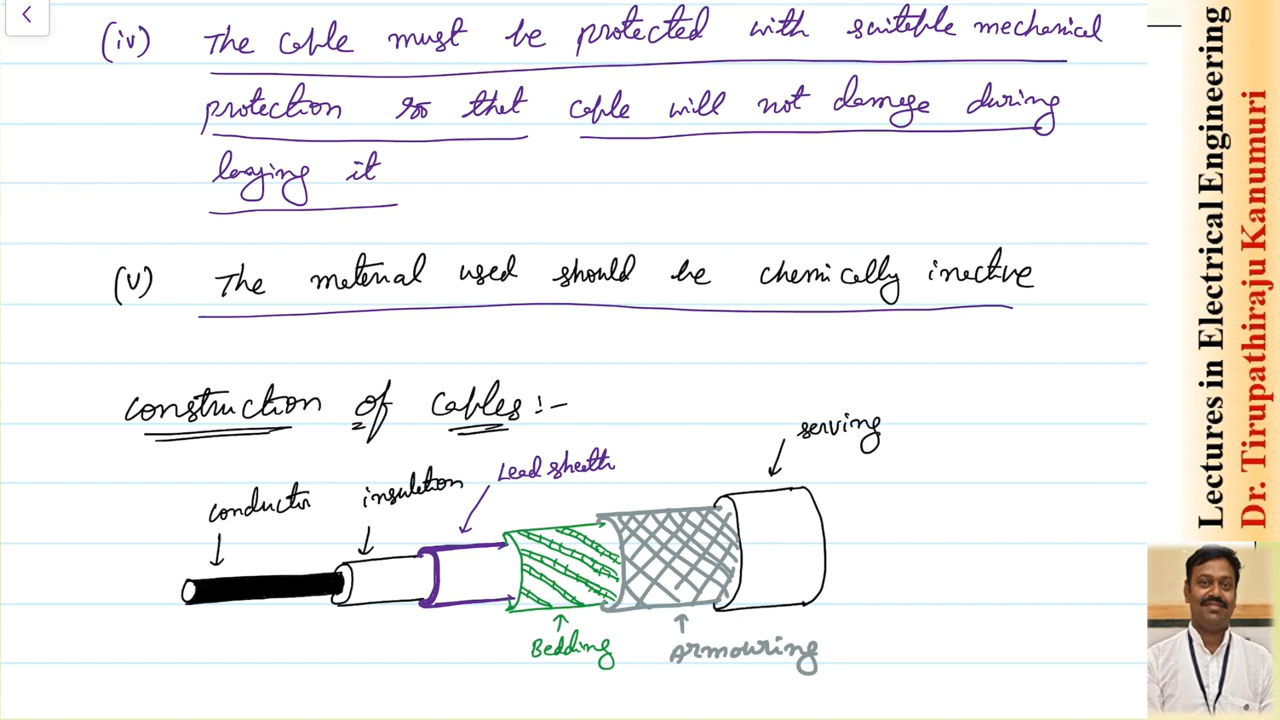 (iv) The cable must be protected with suitable mechanical
protection so that cable will not damage during
laying it
(v) The material used should be chemically inactive
construction of cables:-
serving
Lead sheath
insulation
conductor
Bedding
Armouring
Lectures in Electrical Engineering
Dr. Tirupathiraju Kanumuri